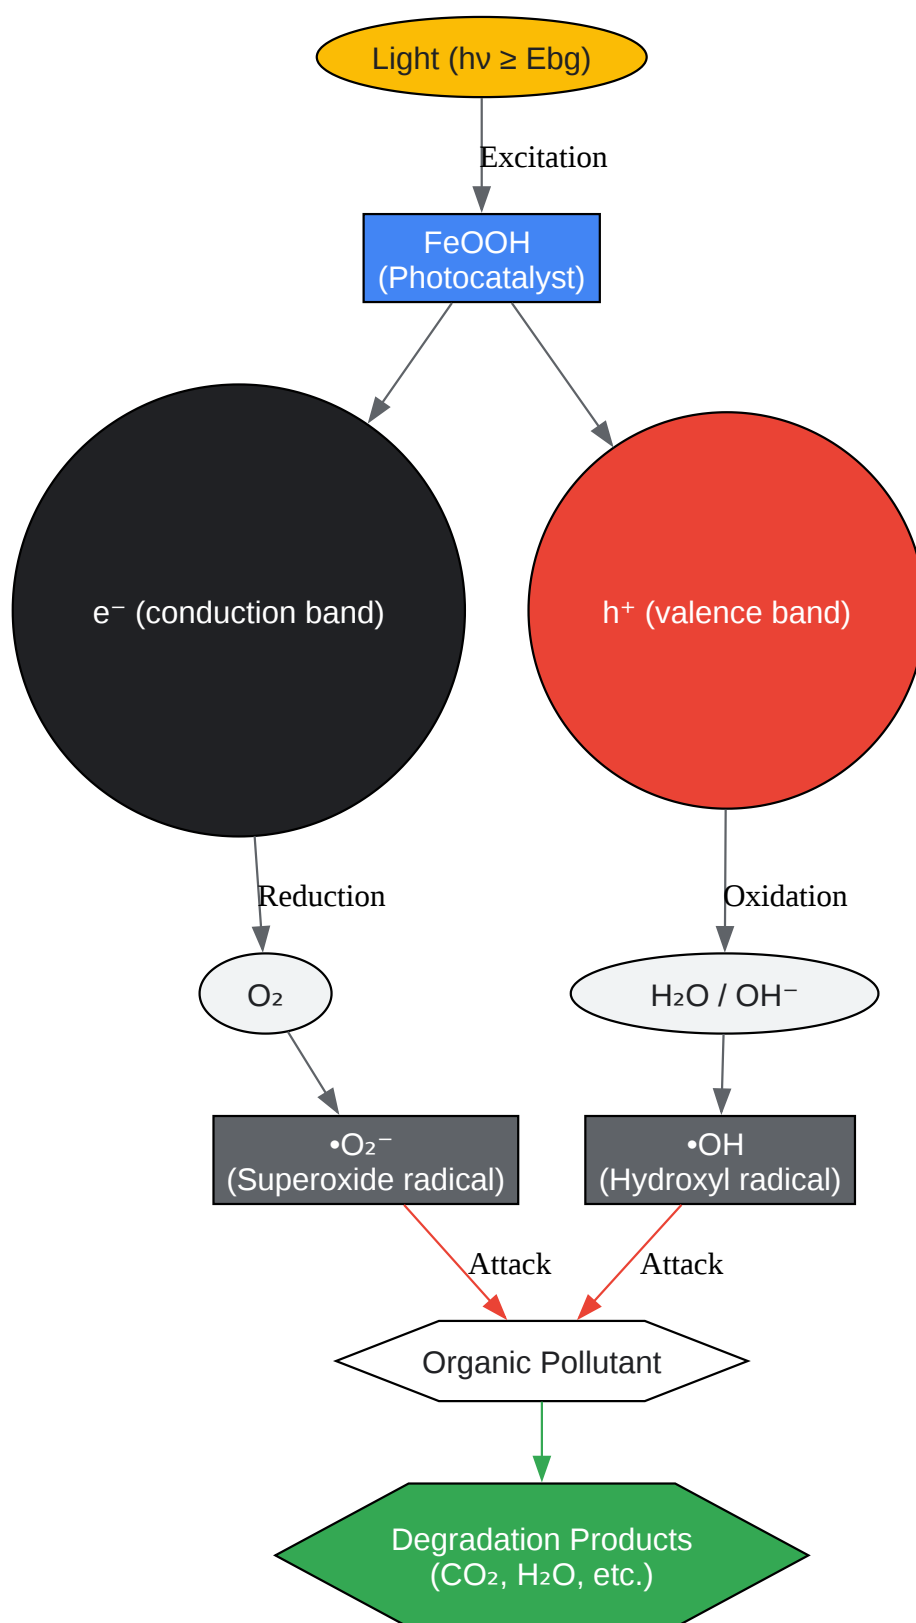 Light (hν ≥ Ebg)
Excitation
FeOOH
(Photocatalyst)
e⁻ (conduction band)
h⁺ (valence band)
Reduction
Oxidation
O₂
H₂O / OH⁻
•O₂⁻
(Superoxide radical)
•OH
(Hydroxyl radical)
Attack
Attack
Organic Pollutant
Degradation Products
(CO₂, H₂O, etc.)